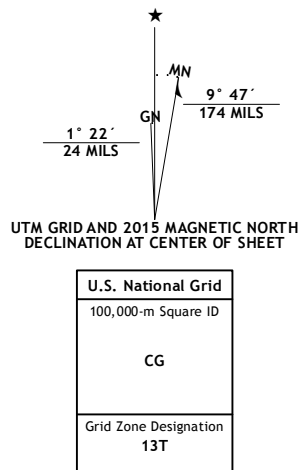 ★
MN
GN
9° 47´
174 MILS
1° 22´
24 MILS
UTM GRID AND 2015 MAGNETIC NORTH
DECLINATION AT CENTER OF SHEET
U.S. National Grid
100,000-m Square ID
CG
Grid Zone Designation
13T